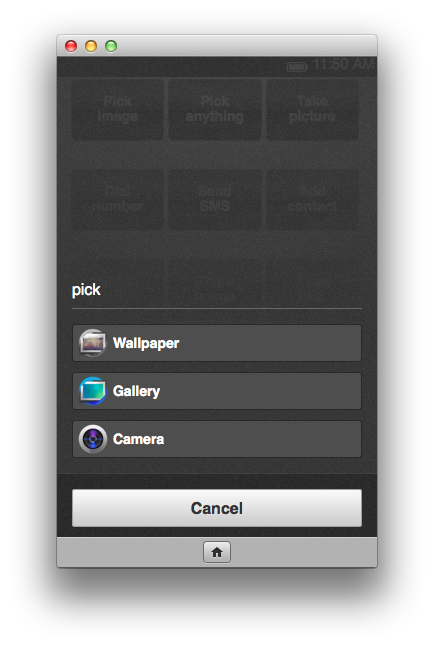 11:50 AM
Pick Pick Take
image anything picture
Dial Send Add
number SMS contact
pick
Wallpaper
Gallery
Camera
Cancel